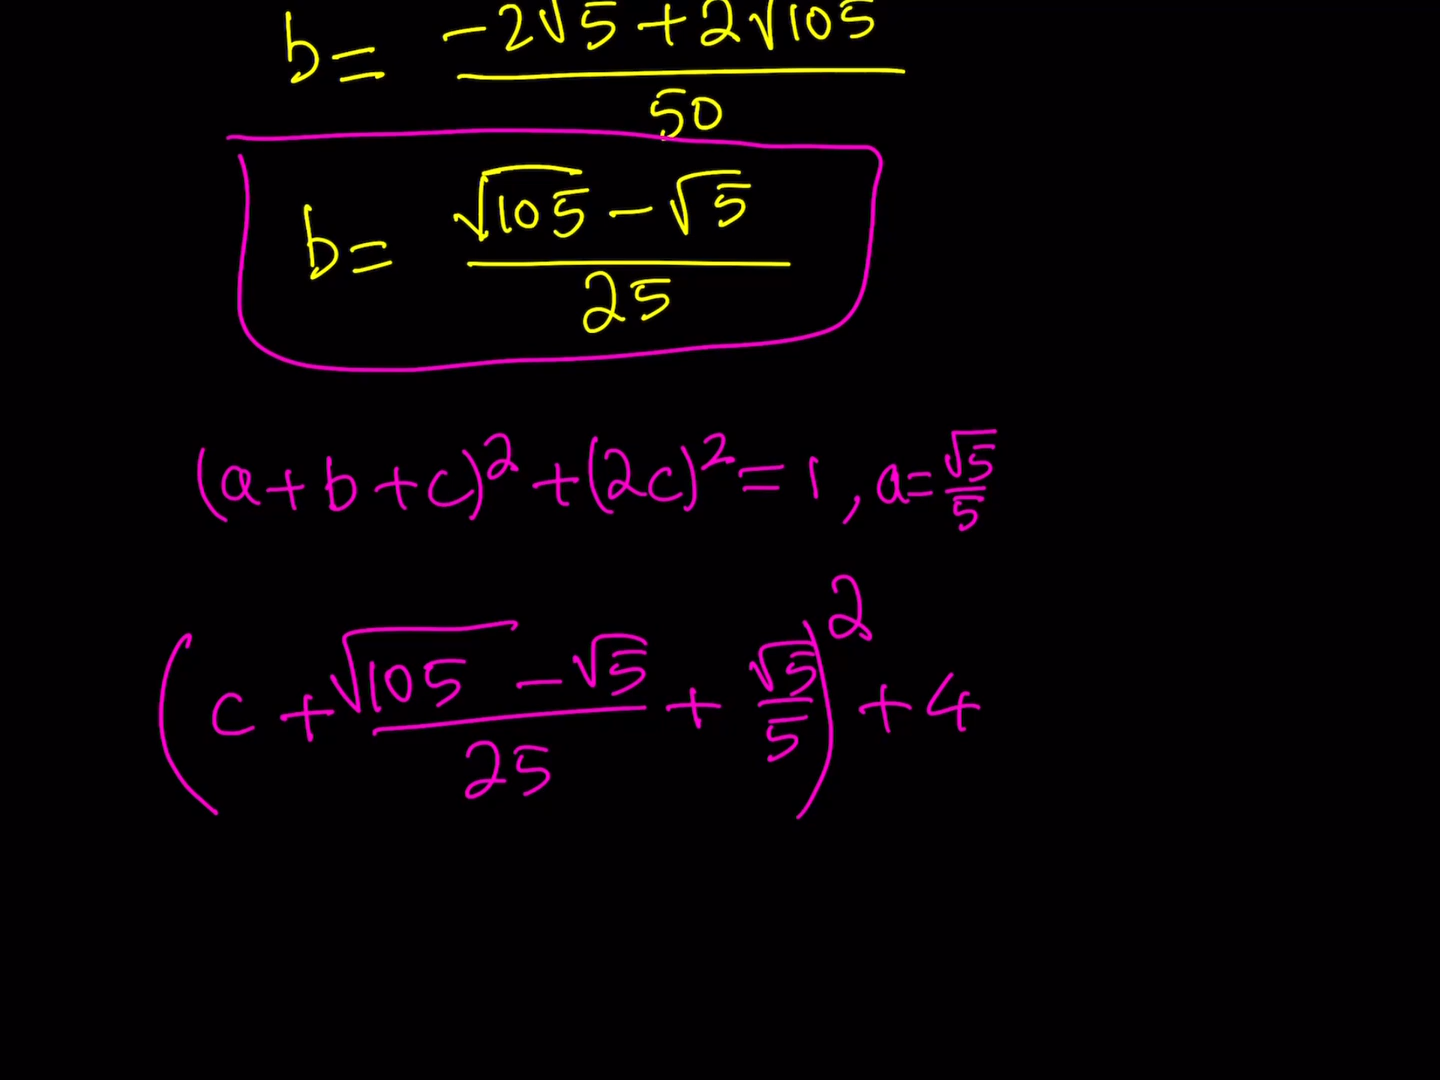 b = (-2√5 + 2√105) / 50
b = (√105 - √5) / 25
(a+b+c)² + (2c)² = 1, a = √5/5
(c + (√105 - √5)/25 + √5/5)² + 4